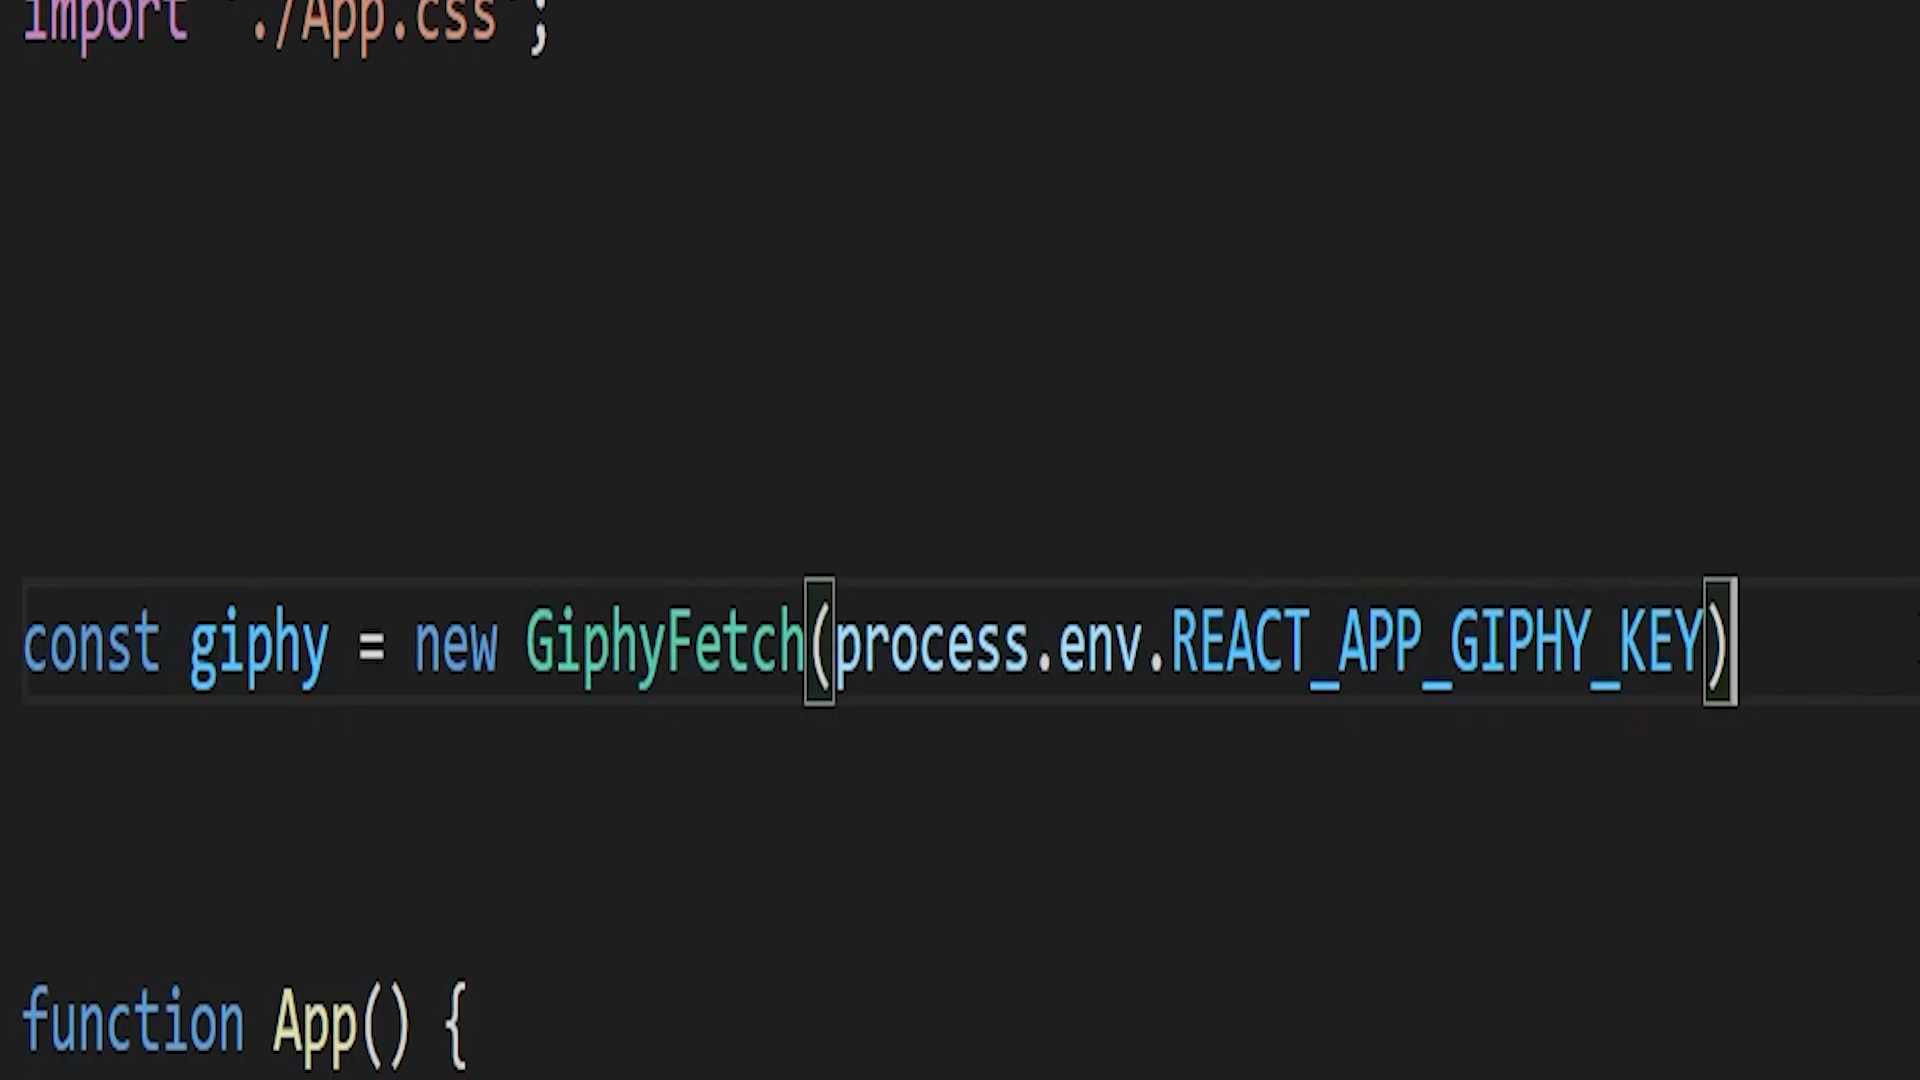 import './App.css';
const giphy = new GiphyFetch(process.env.REACT_APP_GIPHY_KEY)
function App() {